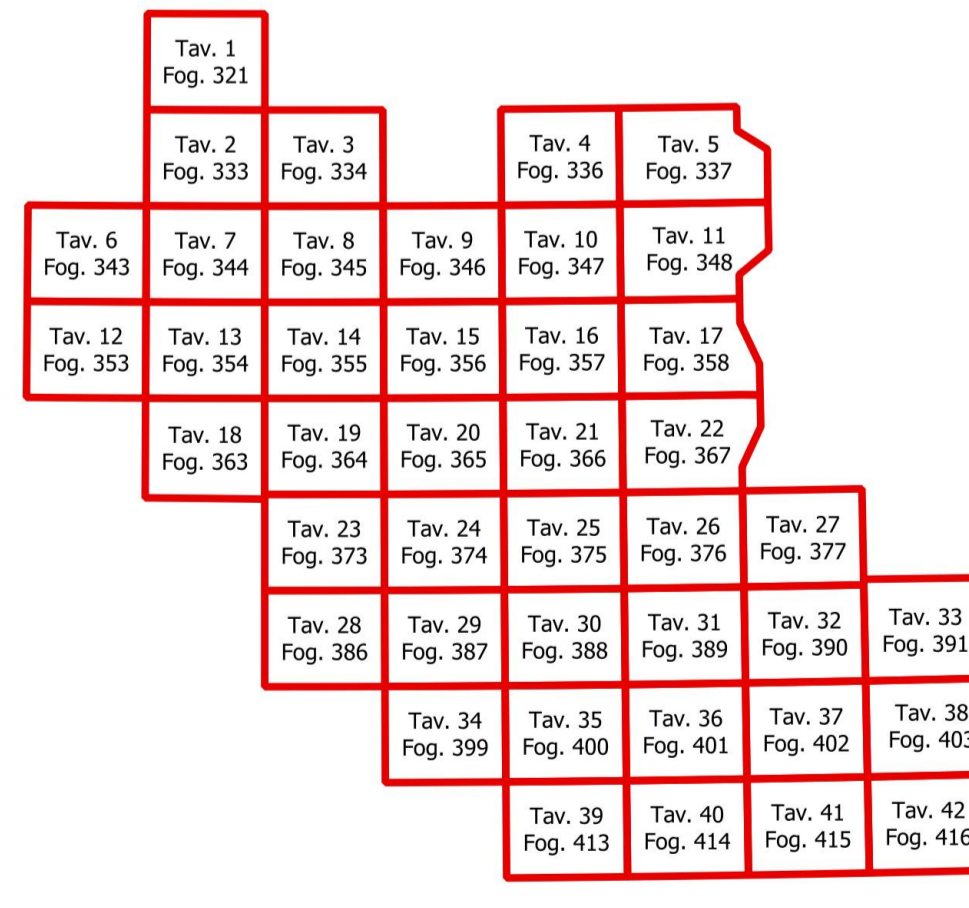 Tav. 1
Fog. 321
Tav. 2
Fog. 333
Tav. 3
Fog. 334
Tav. 4
Fog. 336
Tav. 5
Fog. 337
Tav. 6
Fog. 343
Tav. 7
Fog. 344
Tav. 8
Fog. 345
Tav. 9
Fog. 346
Tav. 10
Fog. 347
Tav. 11
Fog. 348
Tav. 12
Fog. 353
Tav. 13
Fog. 354
Tav. 14
Fog. 355
Tav. 15
Fog. 356
Tav. 16
Fog. 357
Tav. 17
Fog. 358
Tav. 18
Fog. 363
Tav. 19
Fog. 364
Tav. 20
Fog. 365
Tav. 21
Fog. 366
Tav. 22
Fog. 367
Tav. 23
Fog. 373
Tav. 24
Fog. 374
Tav. 25
Fog. 375
Tav. 26
Fog. 376
Tav. 27
Fog. 377
Tav. 28
Fog. 386
Tav. 29
Fog. 387
Tav. 30
Fog. 388
Tav. 31
Fog. 389
Tav. 32
Fog. 390
Tav. 33
Fog. 391
Tav. 34
Fog. 399
Tav. 35
Fog. 400
Tav. 36
Fog. 401
Tav. 37
Fog. 402
Tav. 38
Fog. 403
Tav. 39
Fog. 413
Tav. 40
Fog. 414
Tav. 41
Fog. 415
Tav. 42
Fog. 416